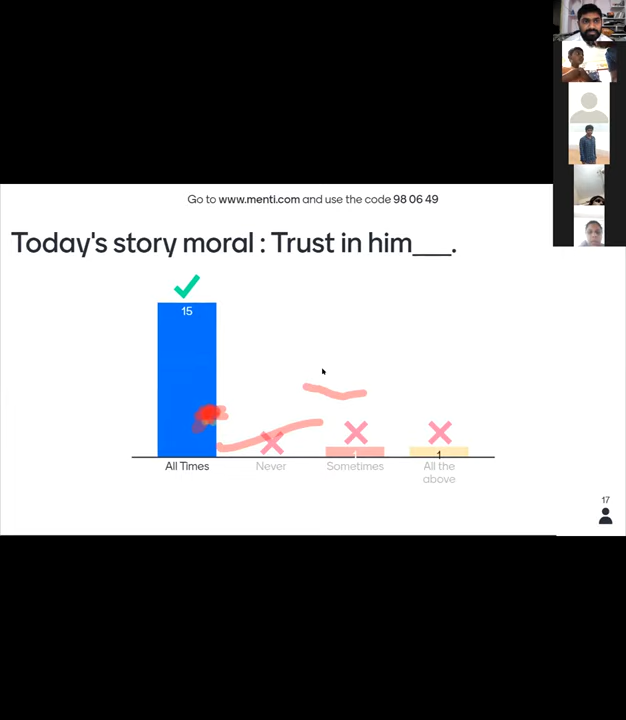 Go to www.menti.com and use the code 98 06 49
Today's story moral : Trust in him___.
15
1
1
All Times
Never
Sometimes
All the
above
17